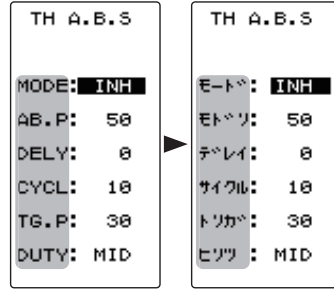 TH A.B.S
MODE: INH
AB.P: 50
DELY: 0
CYCL: 10
TG.P: 30
DUTY: MID
TH A.B.S
モード: INH
モドリ: 50
デレイ: 0
サイクル: 10
トリガ: 30
ヒリツ: MID